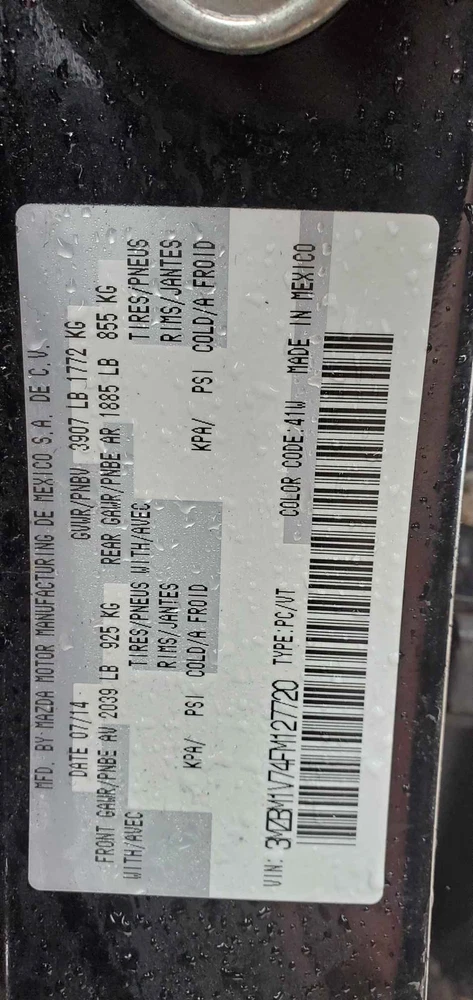 MFD. BY MAZDA MOTOR MANUFACTURING DE MEXICO S.A. DE C.V.
DATE 07/14 GVWR/PNBV 3907 LB 1772 KG
FRONT GAWR/PNBE AV 2039 LB 925 KG REAR GAWR/PNBE AR 1885 LB 855 KG
WITH/AVEC TIRES/PNEUS WITH/AVEC TIRES/PNEUS
RIMS/JANTES RIMS/JANTES
KPA/ PSI COLD/A FROID KPA/ PSI COLD/A FROID
VIN: 3MZBM1V74FM127720 TYPE:PC/VT COLOR CODE:41W MADE IN MEXICO